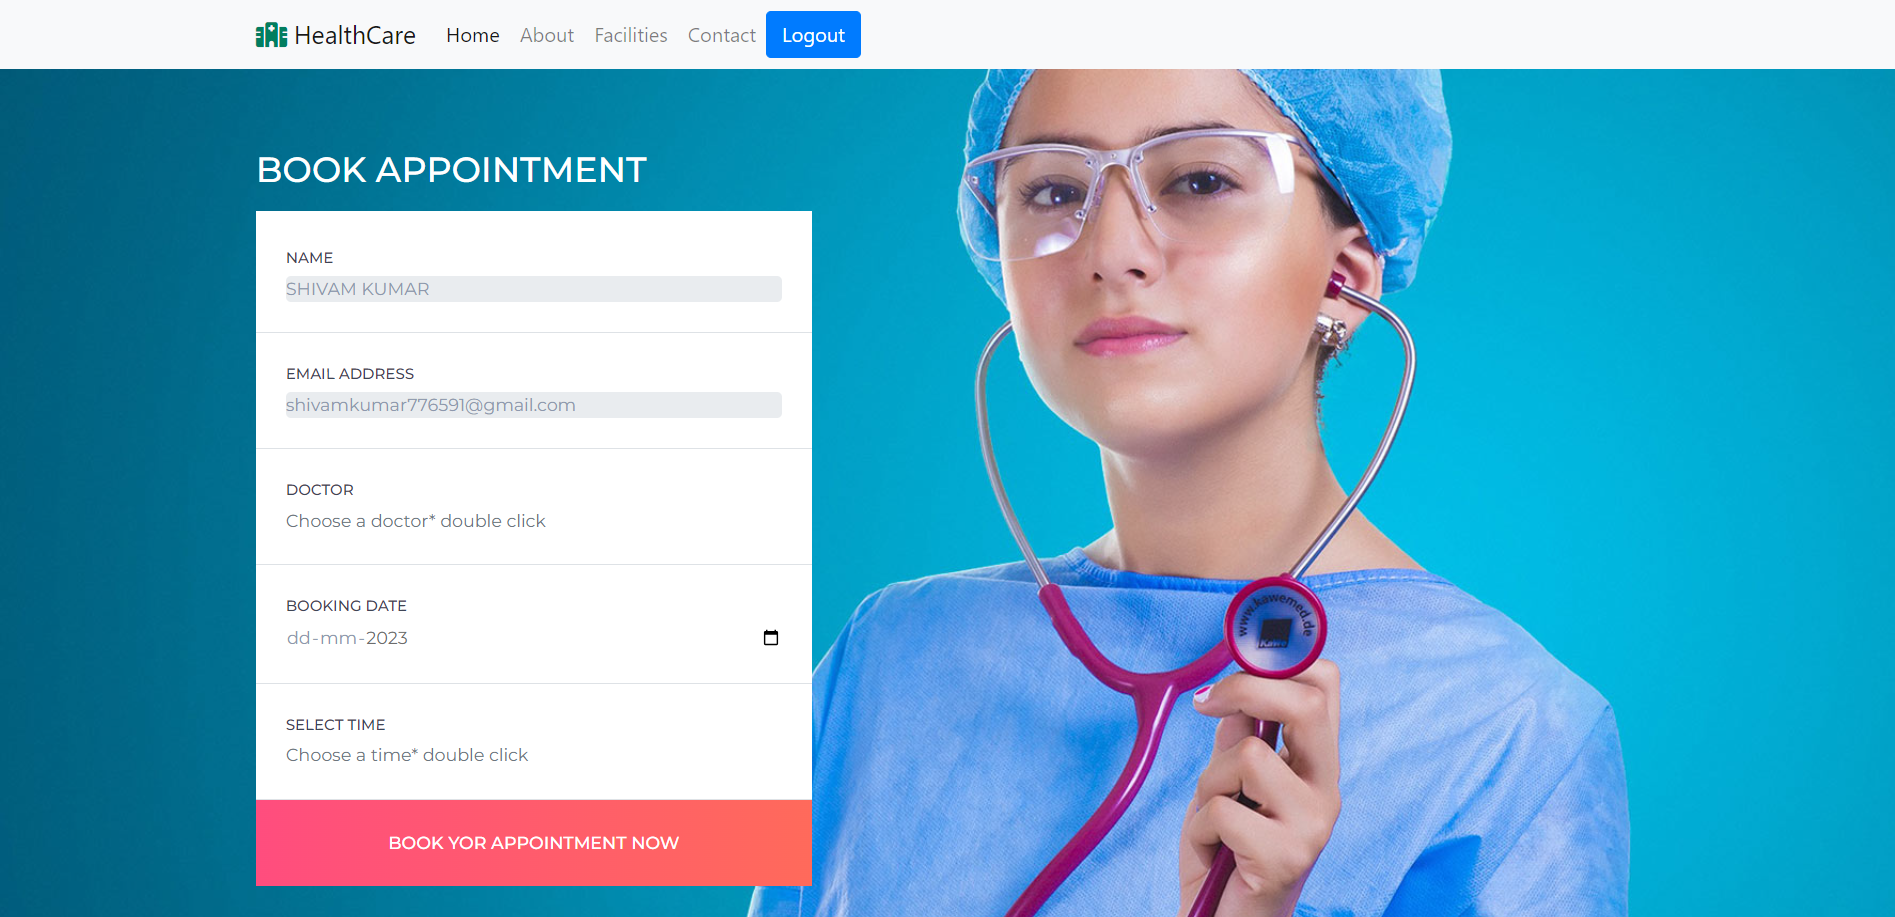 HealthCare Home About Facilities Contact Logout
BOOK APPOINTMENT
NAME
SHIVAM KUMAR
EMAIL ADDRESS
shivamkumar776591@gmail.com
DOCTOR
Choose a doctor* double click
BOOKING DATE
dd-mm-2023
SELECT TIME
Choose a time* double click
BOOK YOR APPOINTMENT NOW
www.kawemed.de
KaWe